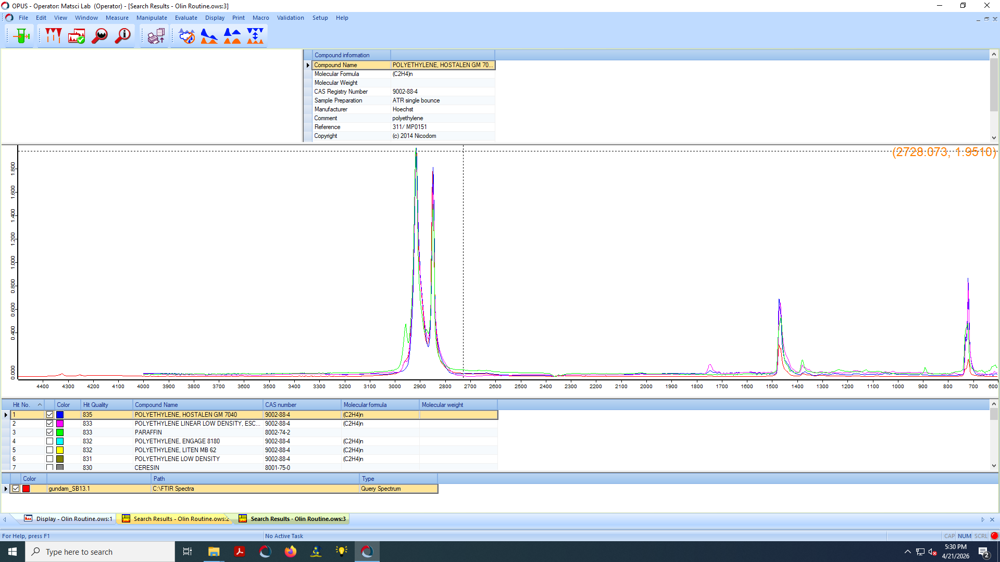 OPUS - Operator: Matsci Lab  (Operator) - [Search Results - Olin Routine.ows:3]
File Edit View Window Measure Manipulate Evaluate Display Print Macro Validation Setup Help
Compound information
Compound Name POLYETHYLENE, HOSTALEN GM 70...
Molecular Formula (C2H4)n
Molecular Weight
CAS Registry Number 9002-88-4
Sample Preparation ATR single bounce
Manufacturer Hoechst
Comment polyethylene
Reference 311/ MP0151
Copyright (c) 2014 Nicodom
(2728.073, 1.9510)
1.800
1.600
1.400
1.200
1.000
0.800
0.600
0.400
0.000
4400 4300 4200 4100 4000 3900 3800 3700 3600 3500 3400 3300 3200 3100 3000 2900 2800 2700 2600 2500 2400 2300 2200 2100 2000 1900 1800 1700 1600 1500 1400 1300 1200 1100 1000 900 800 700 600
Hit No. Color Hit Quality Compound Name CAS number Molecular formula Molecular weight
1 835 POLYETHYLENE, HOSTALEN GM 7040 9002-88-4 (C2H4)n
2 833 POLYETHYLENE LINEAR LOW DENSITY, ESC... 9002-88-4 (C2H4)n
3 833 PARAFFIN 8002-74-2
4 832 POLYETHYLENE, ENGAGE 8180 9002-88-4 (C2H4)n
5 832 POLYETHYLENE, LITEN MB 62 9002-88-4 (C2H4)n
6 831 POLYETHYLENE LOW DENSITY 9002-88-4 (C2H4)n
7 830 CERESIN 8001-75-0
Color Path Type
gundam_SB13.1 C:\FTIR Spectra Query Spectrum
Display - Olin Routine.ows:1 Search Results - Olin Routine.ows:2 Search Results - Olin Routine.ows:3
For Help, press F1 No Active Task CAP NUM SCRL
Type here to search
5:30 PM
4/21/2026
2